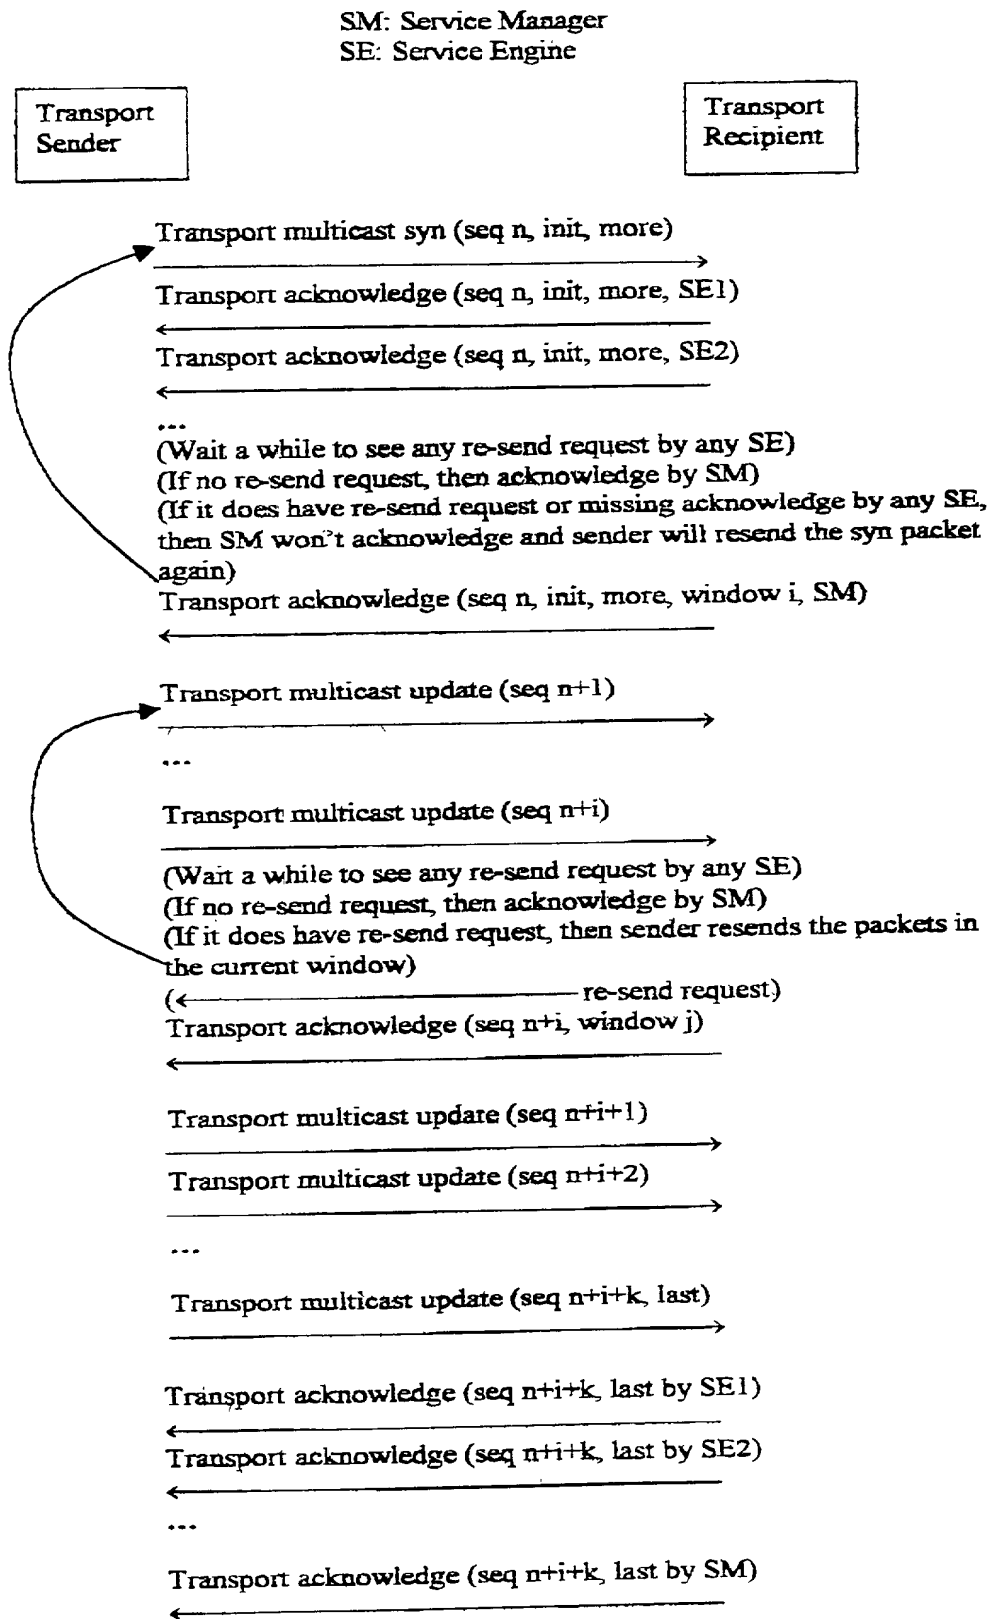 SM: Service Manager
SE: Service Engine
Transport
Sender
Transport
Recipient
Transport multicast syn (seq n, init, more)
Transport acknowledge (seq n, init, more, SE1)
Transport acknowledge (seq n, init, more, SE2)
...
(Wait a while to see any re-send request by any SE)
(If no re-send request, then acknowledge by SM)
(If it does have re-send request or missing acknowledge by any SE,
then SM won't acknowledge and sender will resend the syn packet
again)
Transport acknowledge (seq n, init, more, window i, SM)
Transport multicast update (seq n+1)
...
Transport multicast update (seq n+i)
(Wait a while to see any re-send request by any SE)
(If no re-send request, then acknowledge by SM)
(If it does have re-send request, then sender resends the packets in
the current window)
( re-send request)
Transport acknowledge (seq n+i, window j)
Transport multicast update (seq n+i+1)
Transport multicast update (seq n+i+2)
...
Transport multicast update (seq n+i+k, last)
Transport acknowledge (seq n+i+k, last by SE1)
Transport acknowledge (seq n+i+k, last by SE2)
...
Transport acknowledge (seq n+i+k, last by SM)